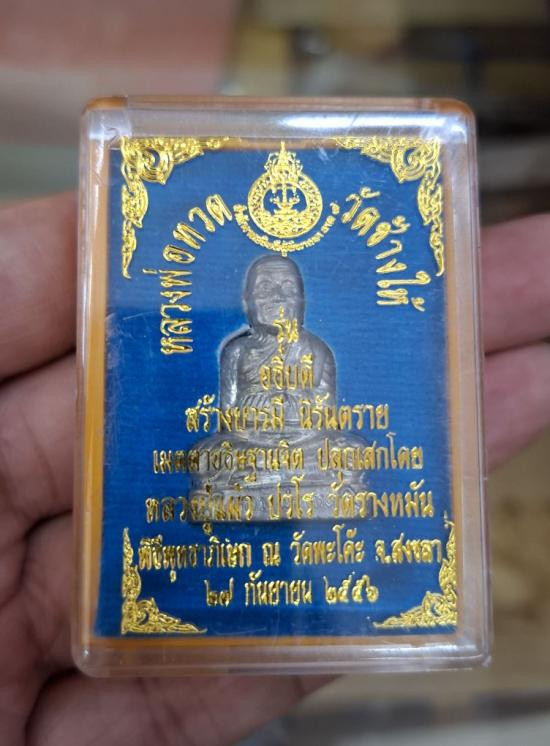 หลวงพ่อทวด วัดช้างให้
รุ่น
อธิบดี
สร้างบารมี นิรันตราย
เมตตาอธิษฐานจิต ปลุกเสกโดย
หลวงปู่แผ้ว ปวโร วัดรางหมัน
พิธีพุทธาภิเษก ณ วัดพะโค๊ะ จ.สงขลา
๒๗ กันยายน ๒๕๕๖